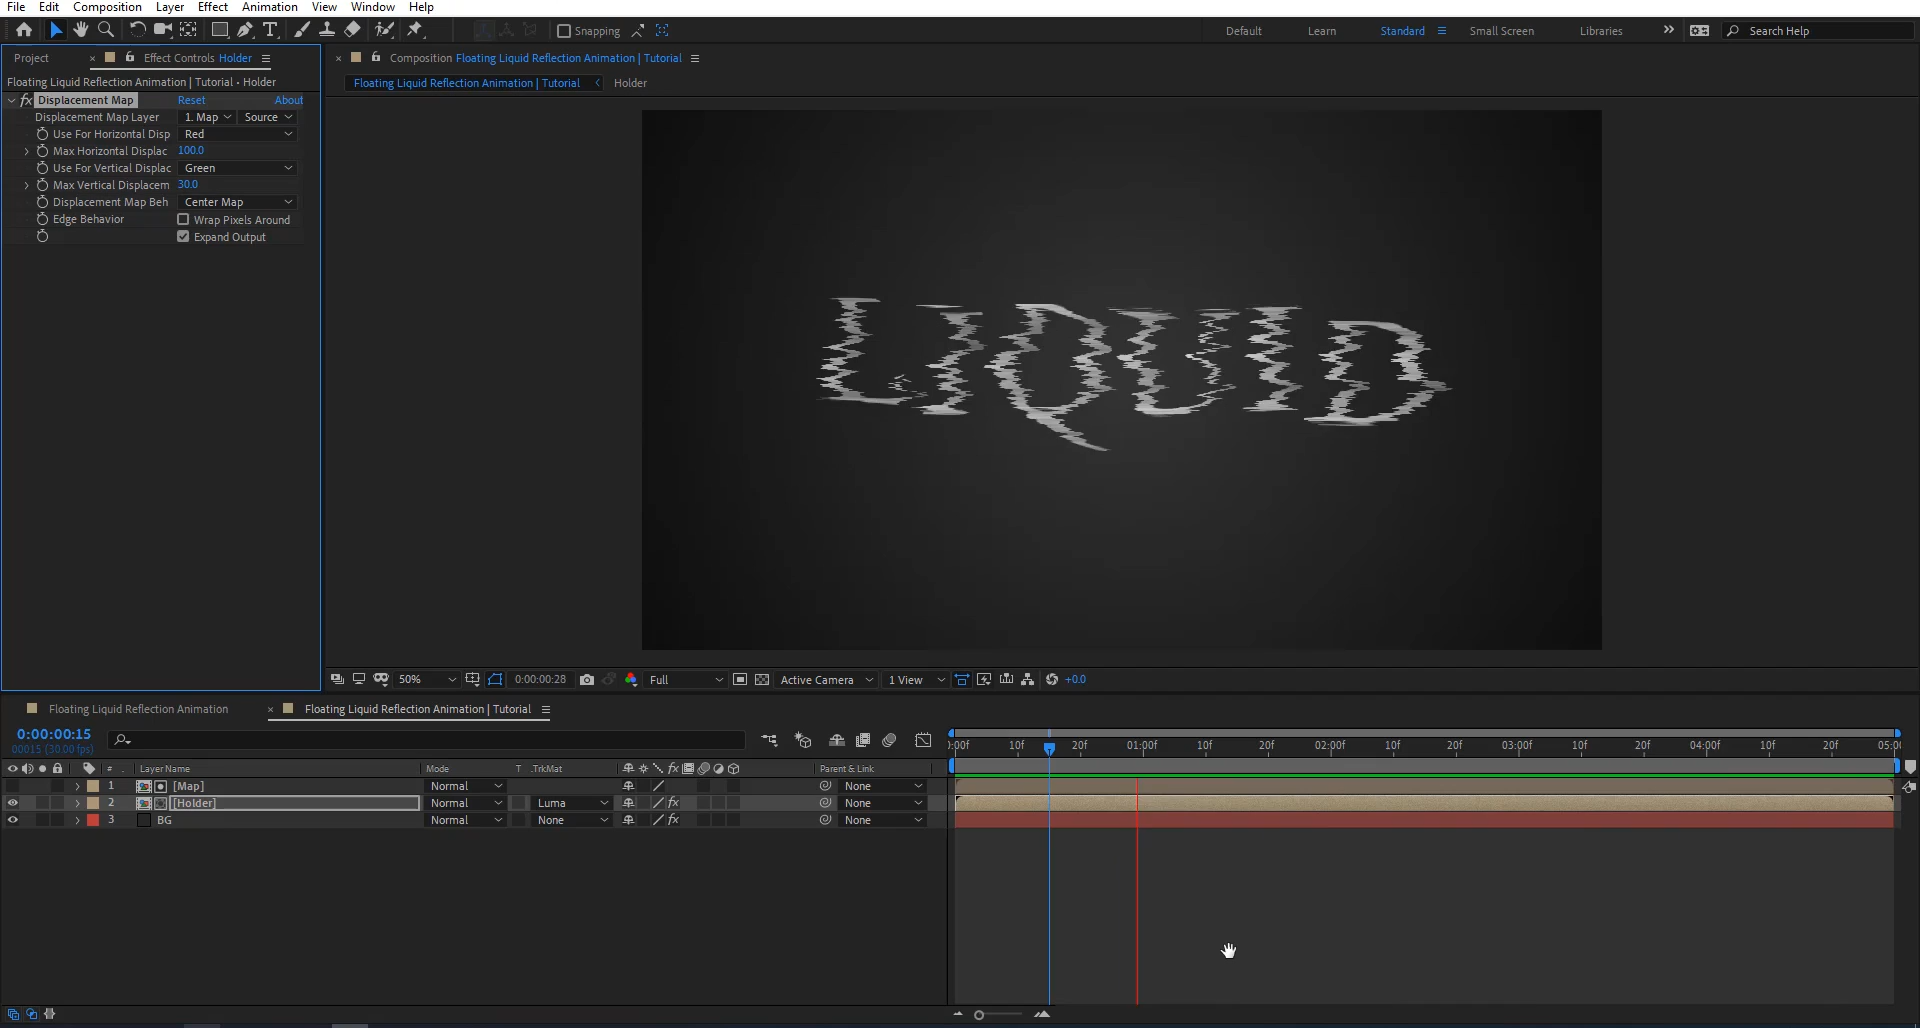 File Edit Composition Layer Effect Animation View Window Help
Snapping Default Learn Standard Small Screen Libraries Search Help
Project × Effect Controls Holder
Floating Liquid Reflection Animation | Tutorial • Holder
fx Displacement Map Reset About
Displacement Map Layer 1. Map Source
Use For Horizontal Disp Red
Max Horizontal Displac 100.0
Use For Vertical Displac Green
Max Vertical Displacem 30.0
Displacement Map Beh Center Map
Edge Behavior Wrap Pixels Around
Expand Output
× Composition Floating Liquid Reflection Animation | Tutorial
Floating Liquid Reflection Animation | Tutorial < Holder
LIQUID
50% 0:00:00:28 Full Active Camera 1 View +0.0
Floating Liquid Reflection Animation × Floating Liquid Reflection Animation | Tutorial
0:00:00:15
00015 (30.00 fps)
:00f 10f 20f 01:00f 10f 20f 02:00f 10f 20f 03:00f 10f 20f 04:00f 10f 20f 05:0
# Layer Name Mode T .TrkMat fx Parent & Link
1 [Map] Normal None
2 [Holder] Normal Luma fx None
3 BG Normal None fx None